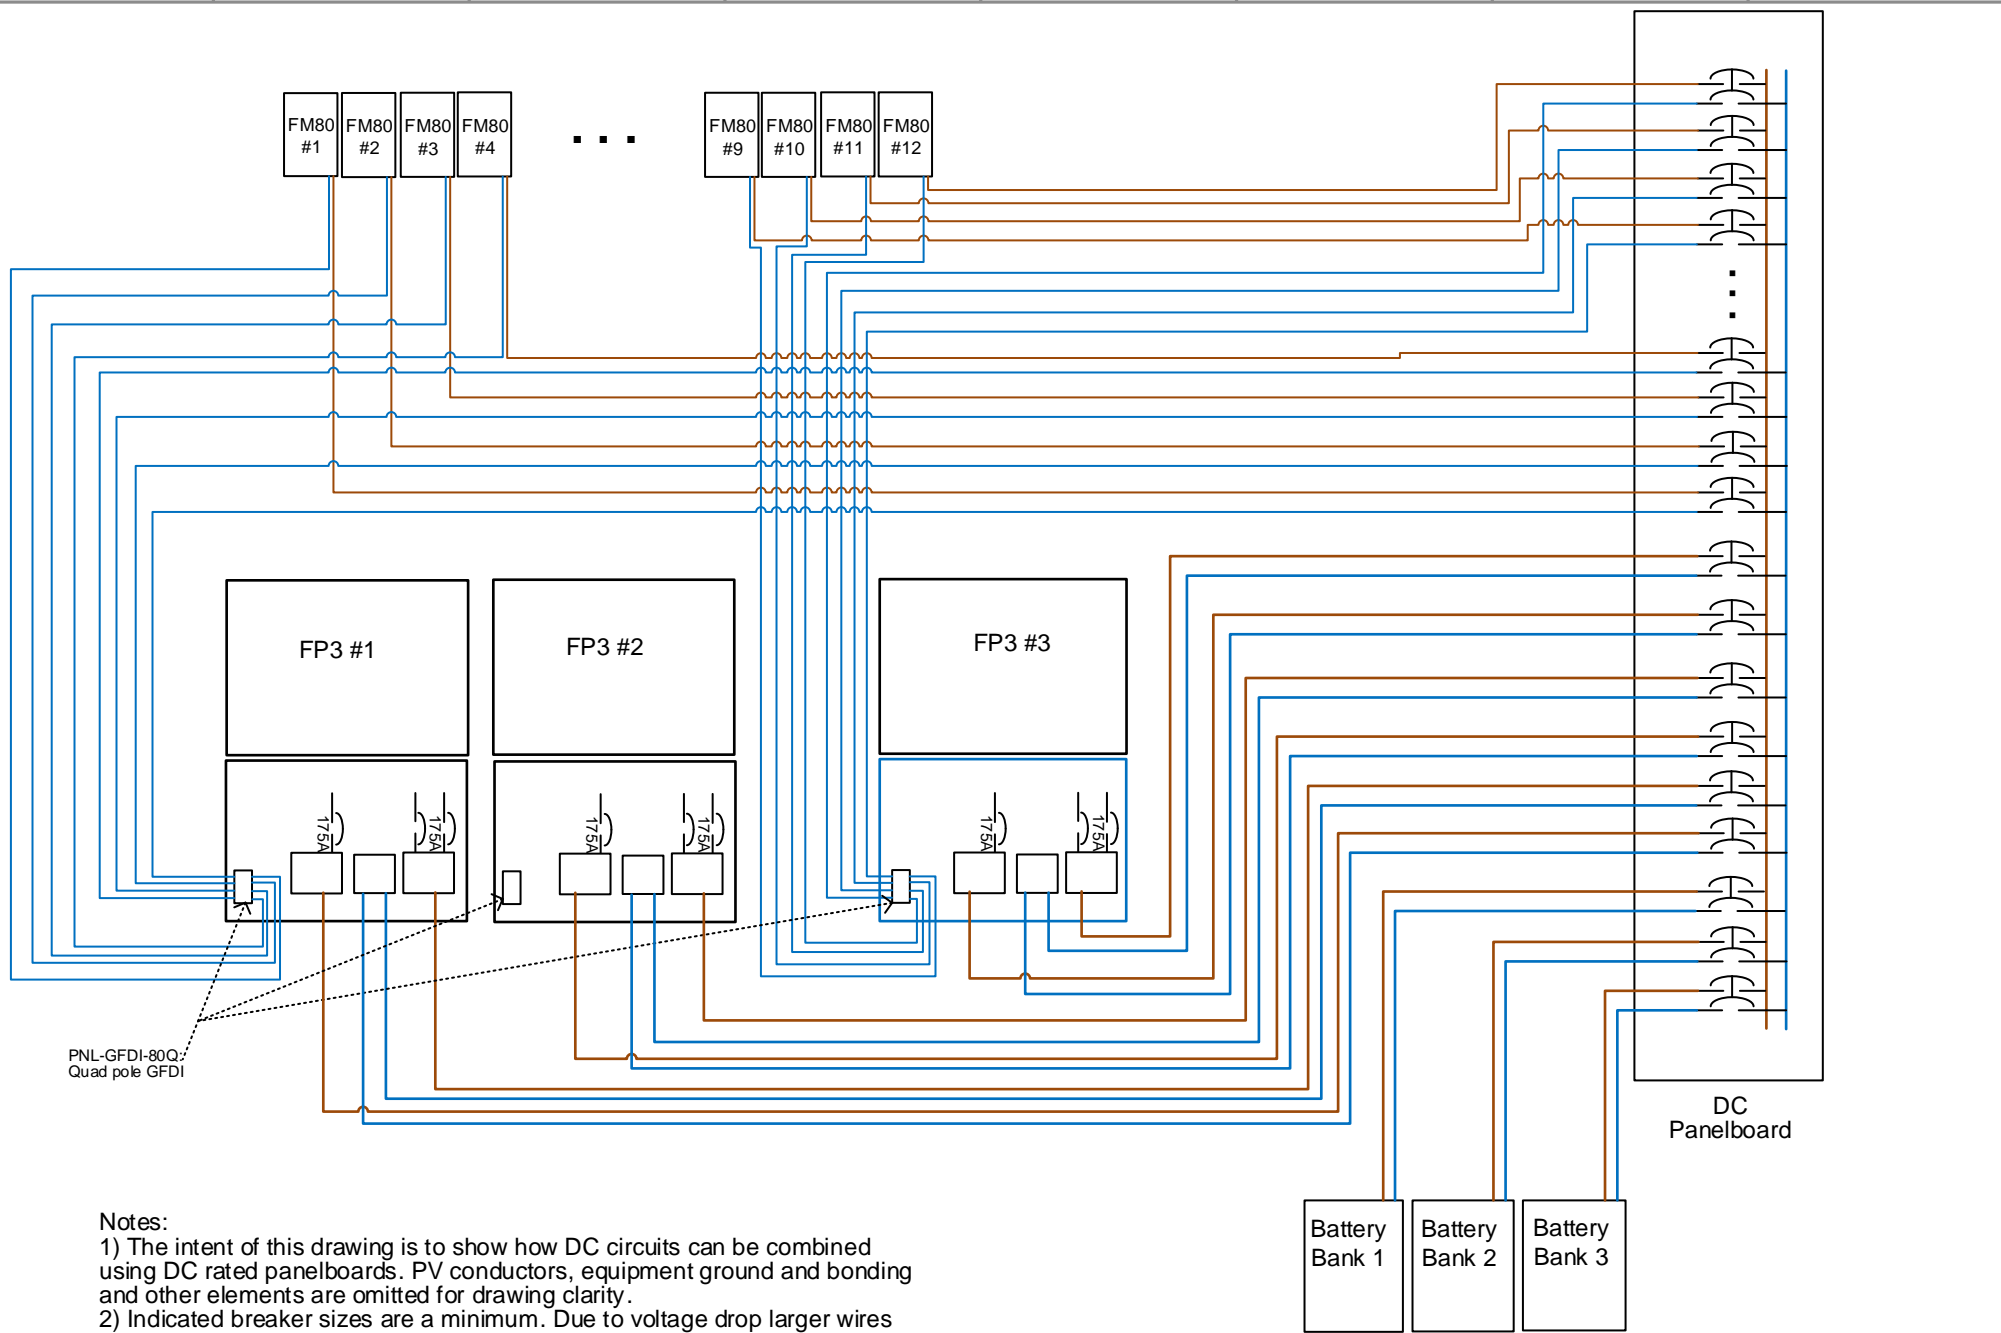 FM80
#1
FM80
#2
FM80
#3
FM80
#4
. . .
FM80
#9
FM80
#10
FM80
#11
FM80
#12
FP3 #1
FP3 #2
FP3 #3
175A
175A
175A
175A
175A
175A
PNL-GFDI-80Q:
Quad pole GFDI
DC
Panelboard
Battery
Bank 1
Battery
Bank 2
Battery
Bank 3
Notes:
1) The intent of this drawing is to show how DC circuits can be combined
using DC rated panelboards. PV conductors, equipment ground and bonding
and other elements are omitted for drawing clarity.
2) Indicated breaker sizes are a minimum. Due to voltage drop larger wires